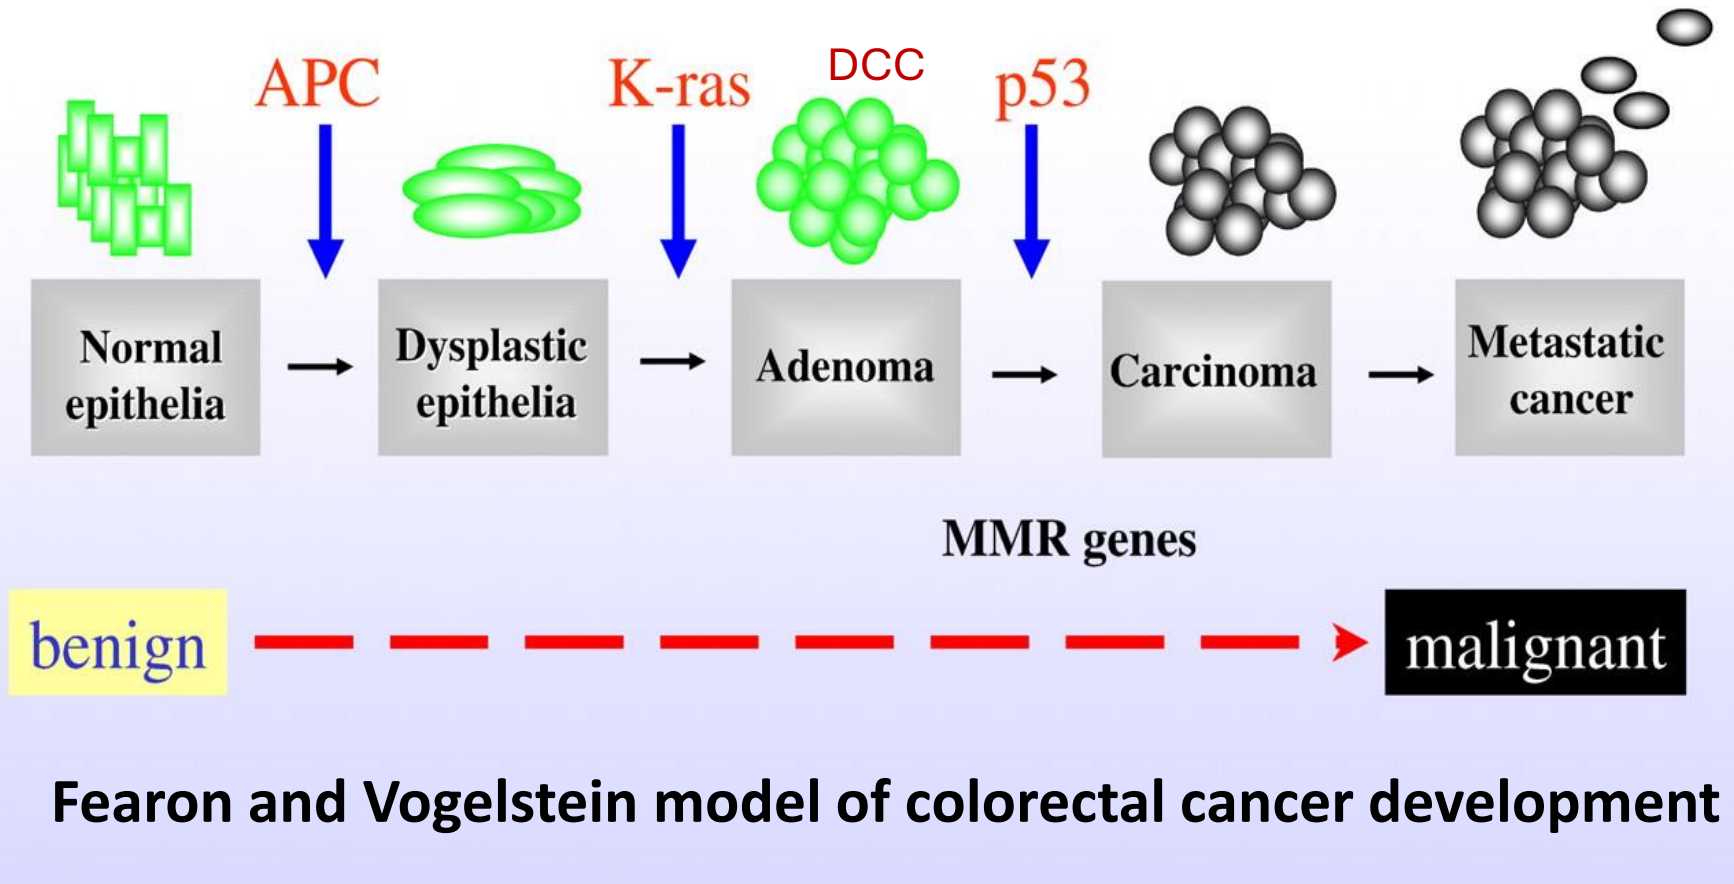 APC
K-ras
DCC
p53
Normal
epithelia
Dysplastic
epithelia
Adenoma
Carcinoma
Metastatic
cancer
MMR genes
benign
malignant
Fearon and Vogelstein model of colorectal cancer development